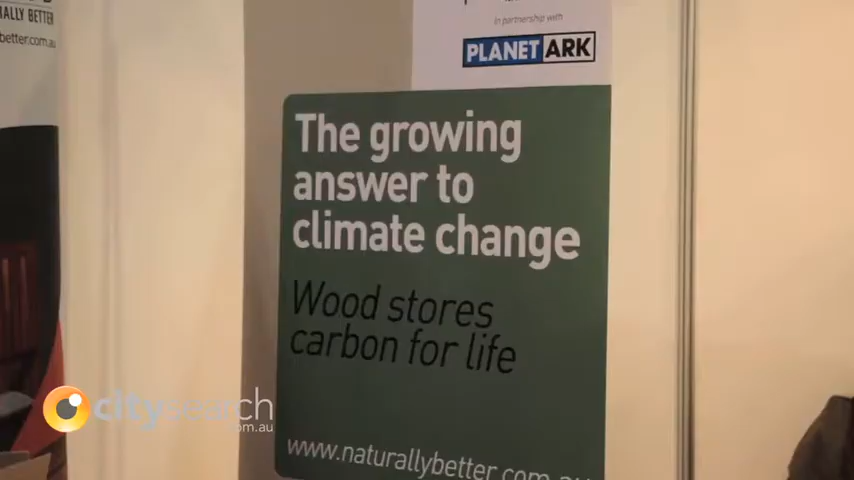 ALLY BETTER
better.com.au
In partnership with
PLANET ARK
The growing
answer to
climate change
Wood stores
carbon for life
www.naturallybetter.com.au
citysearch
.com.au